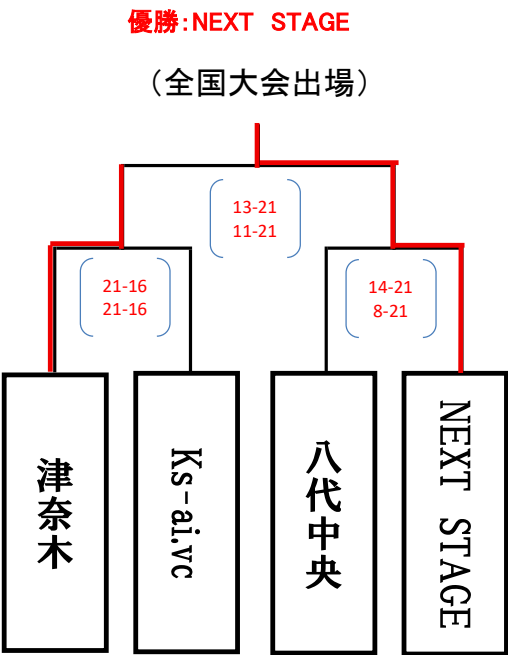 優勝:NEXT STAGE
（全国大会出場）
13-21
11-21
21-16
21-16
14-21
8-21
津奈木
Ks-ai.vc
八代中央
NEXT STAGE